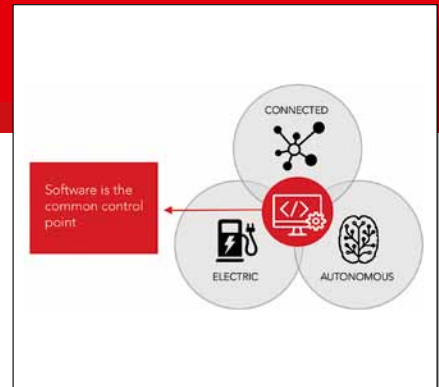 CONNECTED
Software is the
common control
point
</>
ELECTRIC
AUTONOMOUS